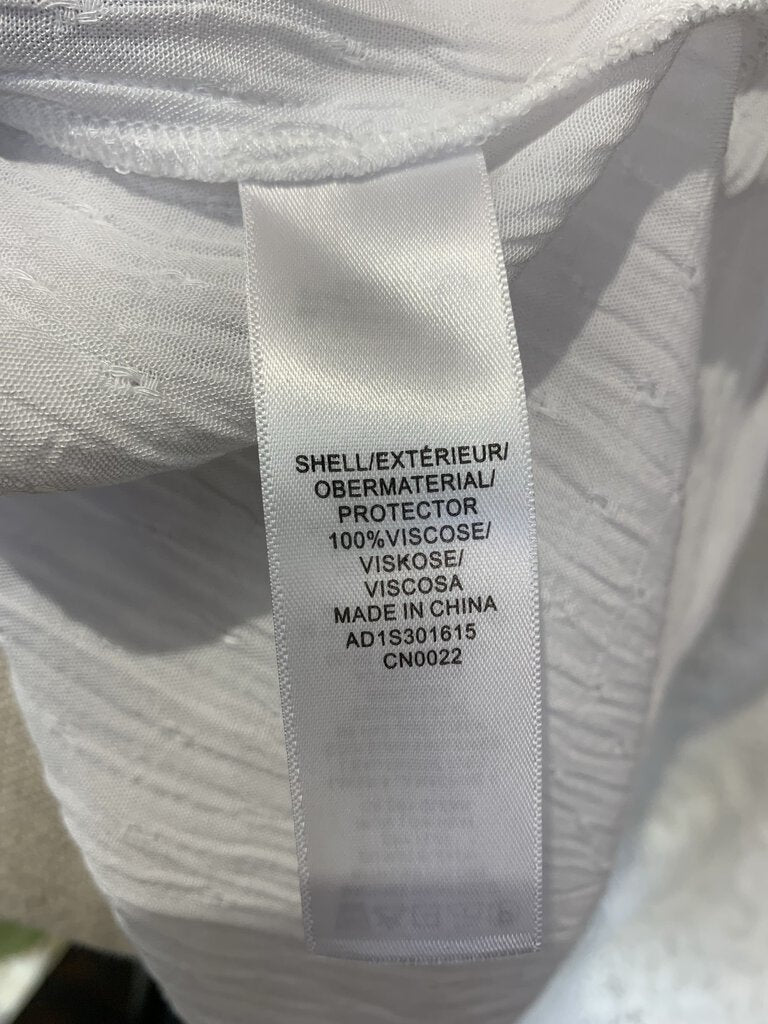 SHELL/EXTÉRIEUR/
OBERMATERIAL/
PROTECTOR
100%VISCOSE/
VISKOSE/
VISCOSA
MADE IN CHINA
AD1S301615
CN0022